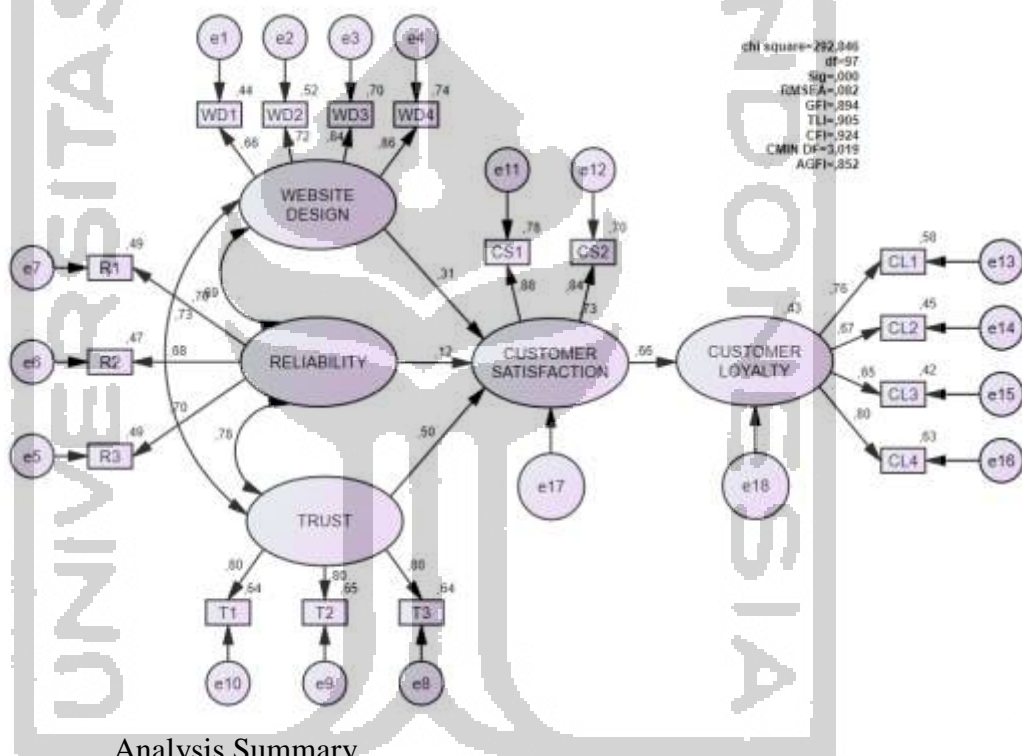 e1 e2 e3 e4
chi square=292,846
df=97
Sig=,000
RMSEA=,082
GFI=,894
TLI=,905
CFI=,924
CMIN DF=3,019
AGFI=,852
,44 ,52 ,70 ,74
WD1 WD2 WD3 WD4
,66 ,72 ,84 ,86
WEBSITE
DESIGN
e11 e12
,78 ,70
CS1 CS2
,88 ,84 ,73
e7 R1 ,49
e6 R2 ,47
e5 R3 ,49
,73
,68
,70
,31
RELIABILITY
,12
CUSTOMER
SATISFACTION
,66
,43
CUSTOMER
LOYALTY
,76 ,67 ,65 ,80
,58
CL1 e13
,45
CL2 e14
,42
CL3 e15
,63
CL4 e16
,50
e17 e18
TRUST
,80
,64 ,65 ,64
T1 T2 T3
e10 e9 e8
UNIVERSITAS
Analysis Summary